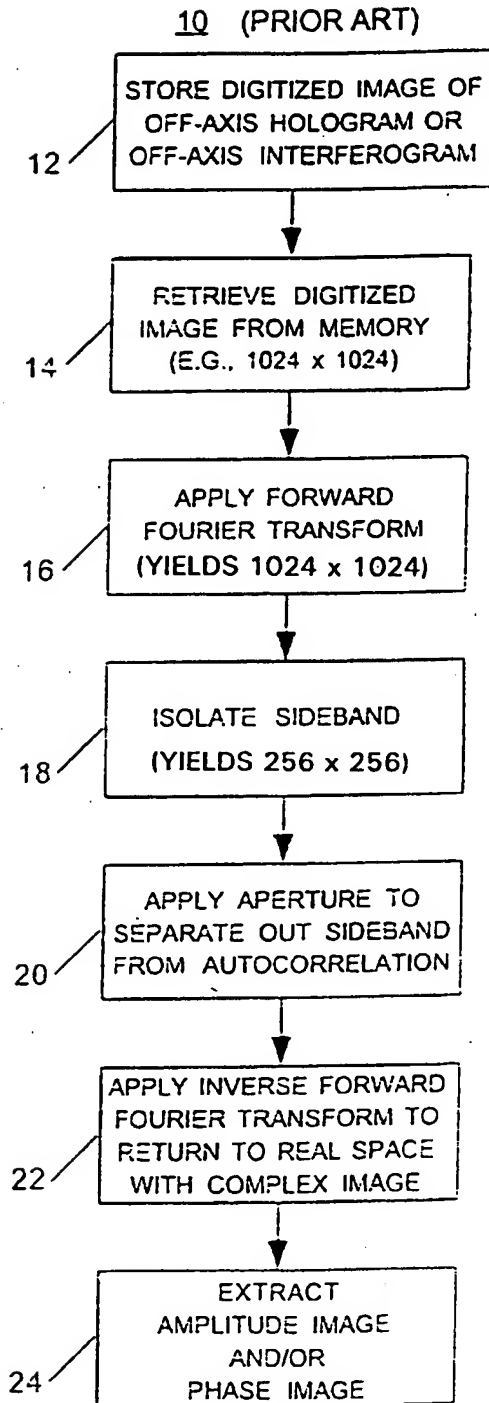 10 (PRIOR ART)
STORE DIGITIZED IMAGE OF
OFF-AXIS HOLOGRAM OR
OFF-AXIS INTERFEROGRAM
12
RETRIEVE DIGITIZED
IMAGE FROM MEMORY
(E.G., 1024 x 1024)
14
APPLY FORWARD
FOURIER TRANSFORM
(YIELDS 1024 x 1024)
16
ISOLATE SIDEBAND
(YIELDS 256 x 256)
18
APPLY APERTURE TO
SEPARATE OUT SIDEBAND
FROM AUTOCORRELATION
20
APPLY INVERSE FORWARD
FOURIER TRANSFORM TO
RETURN TO REAL SPACE
WITH COMPLEX IMAGE
22
EXTRACT
AMPLITUDE IMAGE
AND/OR
PHASE IMAGE
24